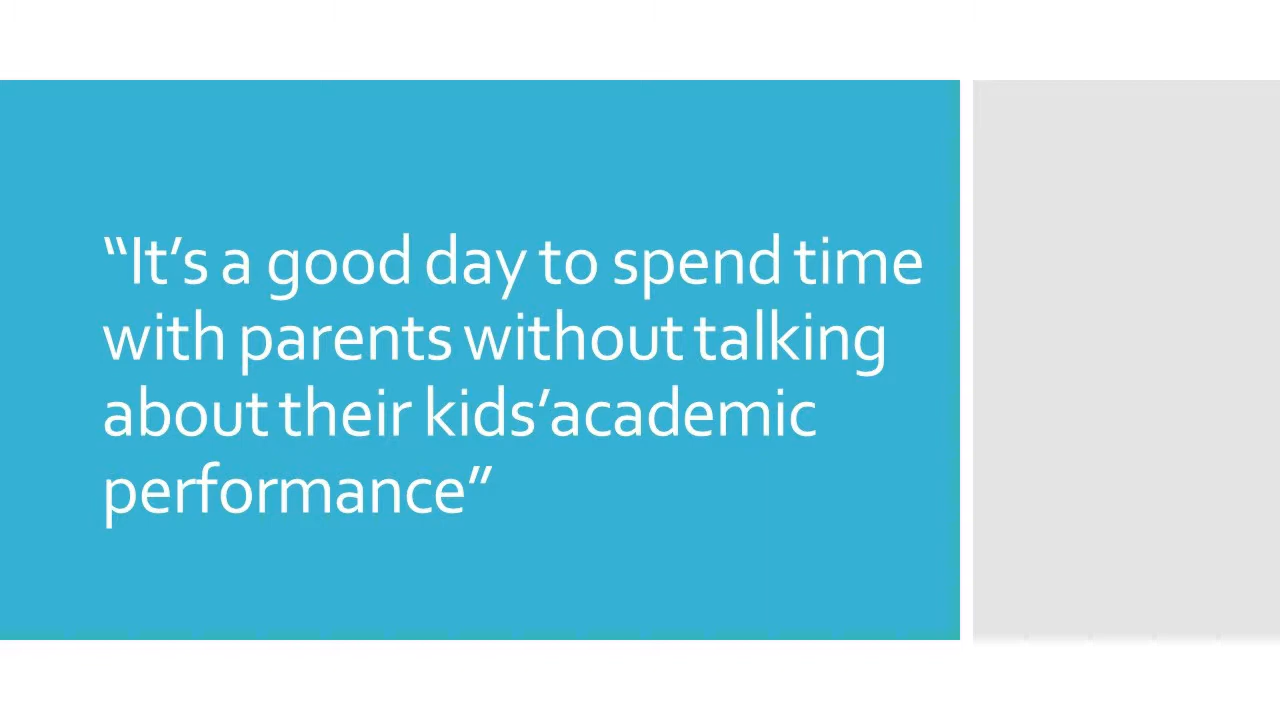 “It’s a good day to spend time
with parents without talking
about their kids’academic
performance”